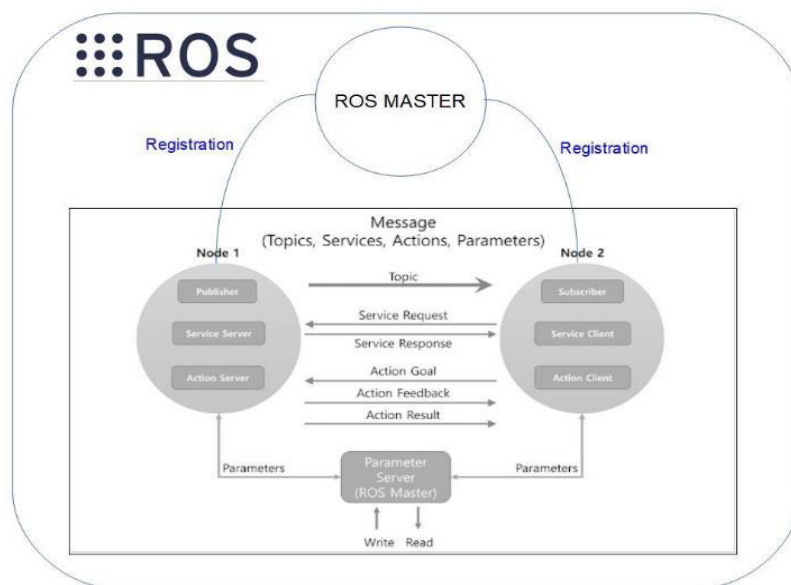 ROS
ROS MASTER
Registration
Registration
Message
(Topics, Services, Actions, Parameters)
Node 1
Node 2
Publisher
Topic
Subscriber
Service Server
Service Request
Service Response
Service Client
Action Server
Action Goal
Action Feedback
Action Result
Action Client
Parameters
Parameter
Server
(ROS Master)
Parameters
Write Read